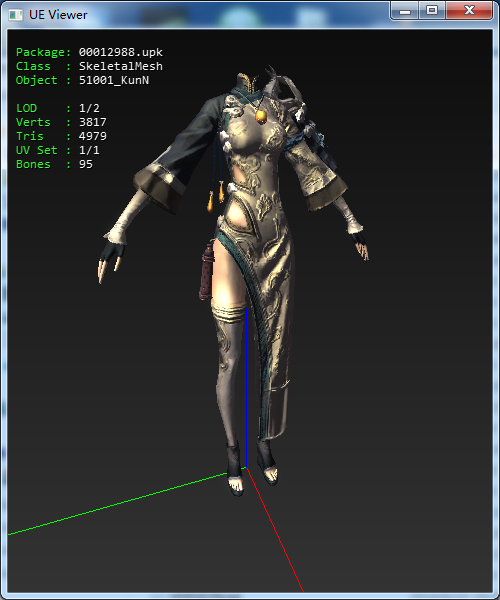 UE Viewer
Package: 00012988.upk
Class : SkeletalMesh
Object : 51001_KunN
LOD : 1/2
Verts : 3817
Tris : 4979
UV Set : 1/1
Bones : 95